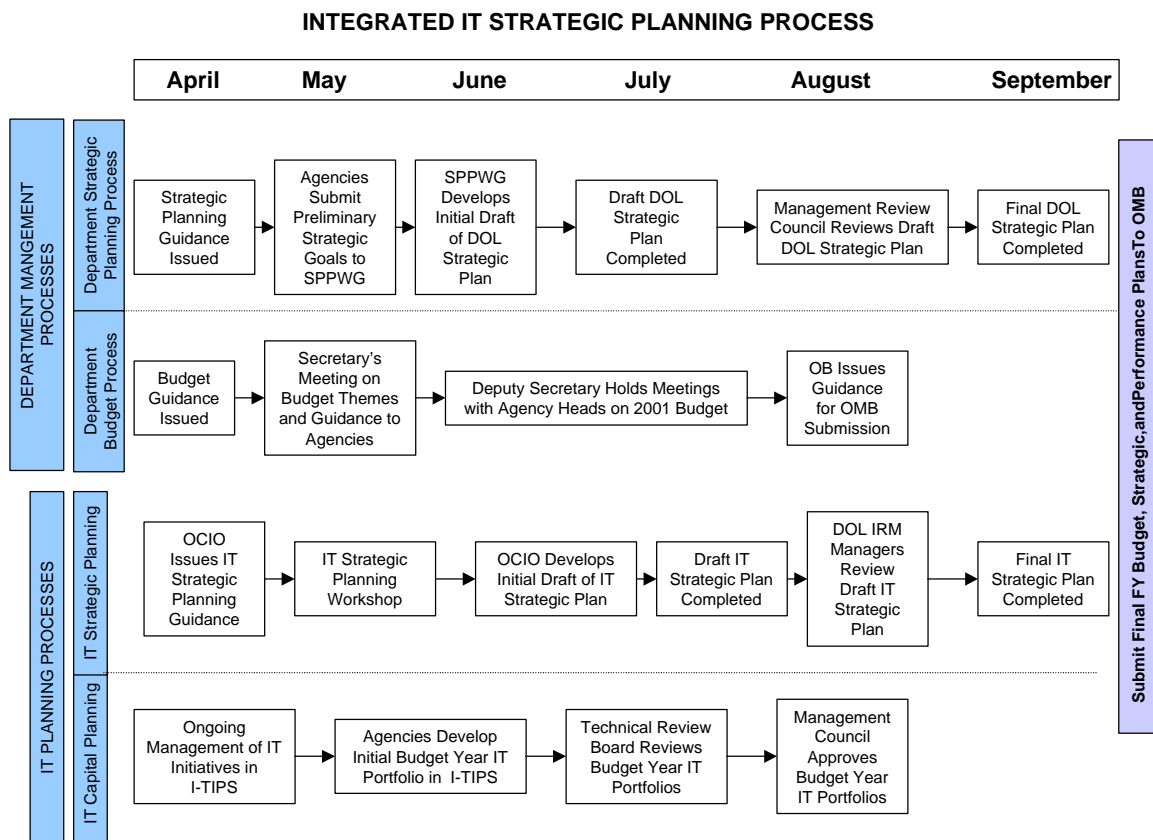 INTEGRATED IT STRATEGIC PLANNING PROCESS
April May June July August September
DEPARTMENT MANGEMENT
PROCESSES
Department Strategic
Planning Process
Strategic
Planning
Guidance
Issued
Agencies
Submit
Preliminary
Strategic
Goals to
SPPWG
SPPWG
Develops
Initial Draft
of DOL
Strategic
Plan
Draft DOL
Strategic
Plan
Completed
Management Review
Council Reviews Draft
DOL Strategic Plan
Final DOL
Strategic Plan
Completed
Department
Budget Process
Budget
Guidance
Issued
Secretary’s
Meeting on
Budget Themes
and Guidance to
Agencies
Deputy Secretary Holds Meetings
with Agency Heads on 2001 Budget
OB Issues
Guidance
for OMB
Submission
IT PLANNING PROCESSES
IT Strategic Planning
OCIO
Issues IT
Strategic
Planning
Guidance
IT Strategic
Planning
Workshop
OCIO Develops
Initial Draft of IT
Strategic Plan
Draft IT
Strategic Plan
Completed
DOL IRM
Managers
Review
Draft IT
Strategic
Plan
Final IT
Strategic Plan
Completed
IT Capital Planning
Ongoing
Management of IT
Initiatives in
I-TIPS
Agencies Develop
Initial Budget Year IT
Portfolio in I-TIPS
Technical Review
Board Reviews
Budget Year IT
Portfolios
Management
Council
Approves
Budget Year
IT Portfolios
Submit Final FY Budget, Strategic,andPerformance PlansTo OMB